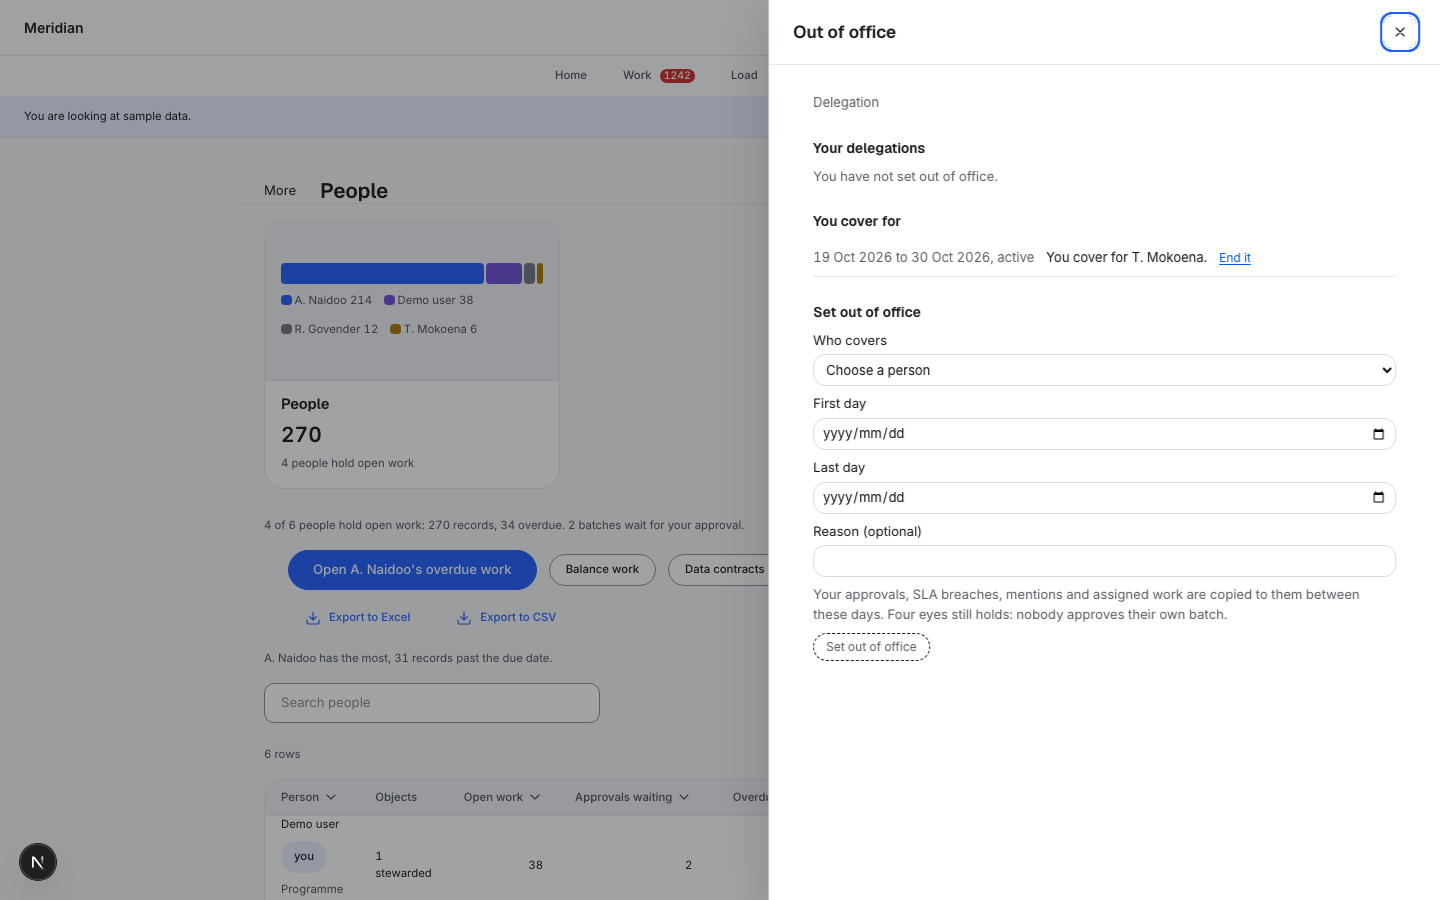 Meridian
Home
Work 1242
Load
You are looking at sample data.
More
People
A. Naidoo 214
Demo user 38
R. Govender 12
T. Mokoena 6
People
270
4 people hold open work
4 of 6 people hold open work: 270 records, 34 overdue. 2 batches wait for your approval.
Open A. Naidoo's overdue work
Balance work
Data contracts
Export to Excel
Export to CSV
A. Naidoo has the most, 31 records past the due date.
Search people
6 rows
Person
Objects
Open work
Approvals waiting
Overdu
Demo user
you
1
stewarded
38
2
Programme
N
Out of office
Delegation
Your delegations
You have not set out of office.
You cover for
19 Oct 2026 to 30 Oct 2026, active You cover for T. Mokoena. End it
Set out of office
Who covers
Choose a person
First day
yyyy/mm/dd
Last day
yyyy/mm/dd
Reason (optional)
Your approvals, SLA breaches, mentions and assigned work are copied to them between
these days. Four eyes still holds: nobody approves their own batch.
Set out of office